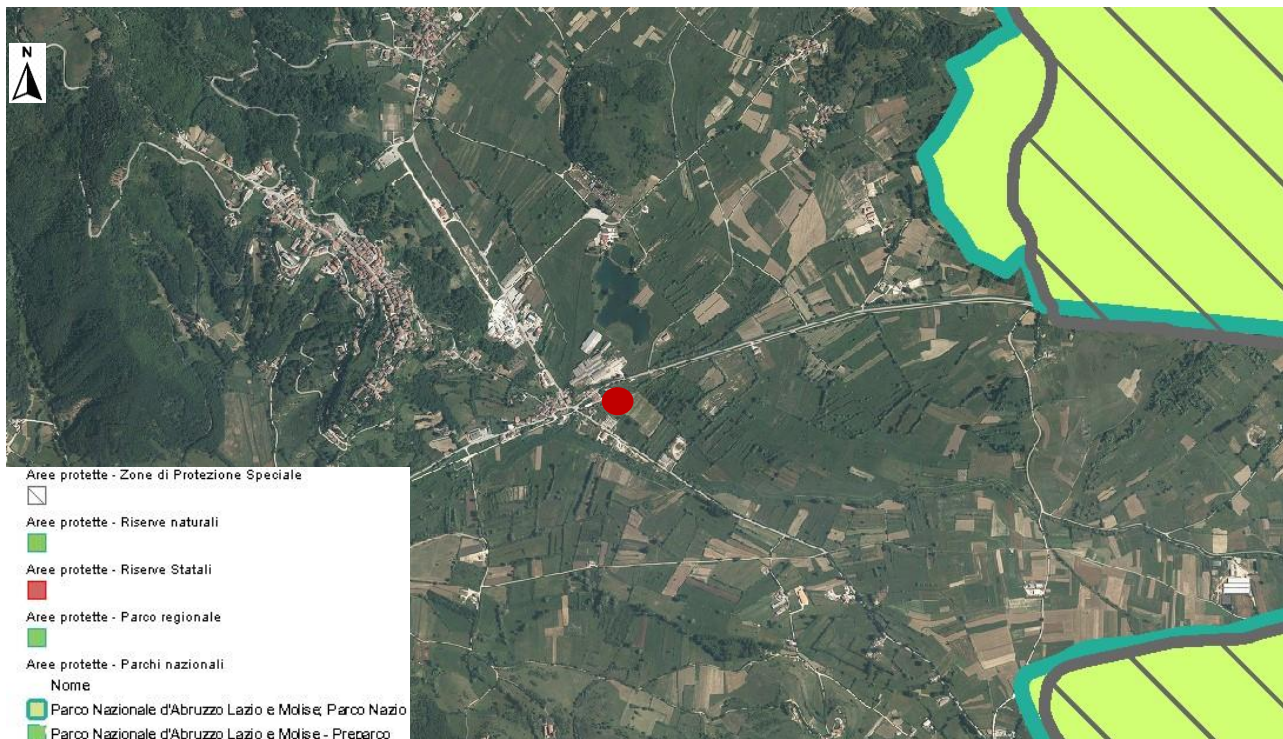 N
Aree protette - Zone di Protezione Speciale
Aree protette - Riserve naturali
Aree protette - Riserve Statali
Aree protette - Parco regionale
Aree protette - Parchi nazionali
Nome
Parco Nazionale d'Abruzzo Lazio e Molise; Parco Nazio
Parco Nazionale d'Abruzzo Lazio e Molise - Preparco